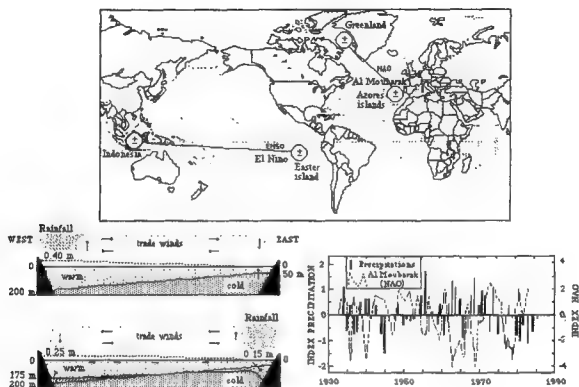 Greenland
NAO
Al Moubarak
Azores
islands
ENSO
El Nino
Indonesia
Easter
island
Rainfall
WEST
trade winds
EAST
0.40 m
0
0
warm
50 m
cold
200 m
Rainfall
trade winds
0.25 m
0.15 m
0
0
warm
175 m
200 m
cold
Precipitations
Al Moubarak
(NAO)
INDEX PRECIPITATION
INDEX NAO
2
1
0
-1
-2
4
2
0
-2
-4
1930
1960
1970
1990